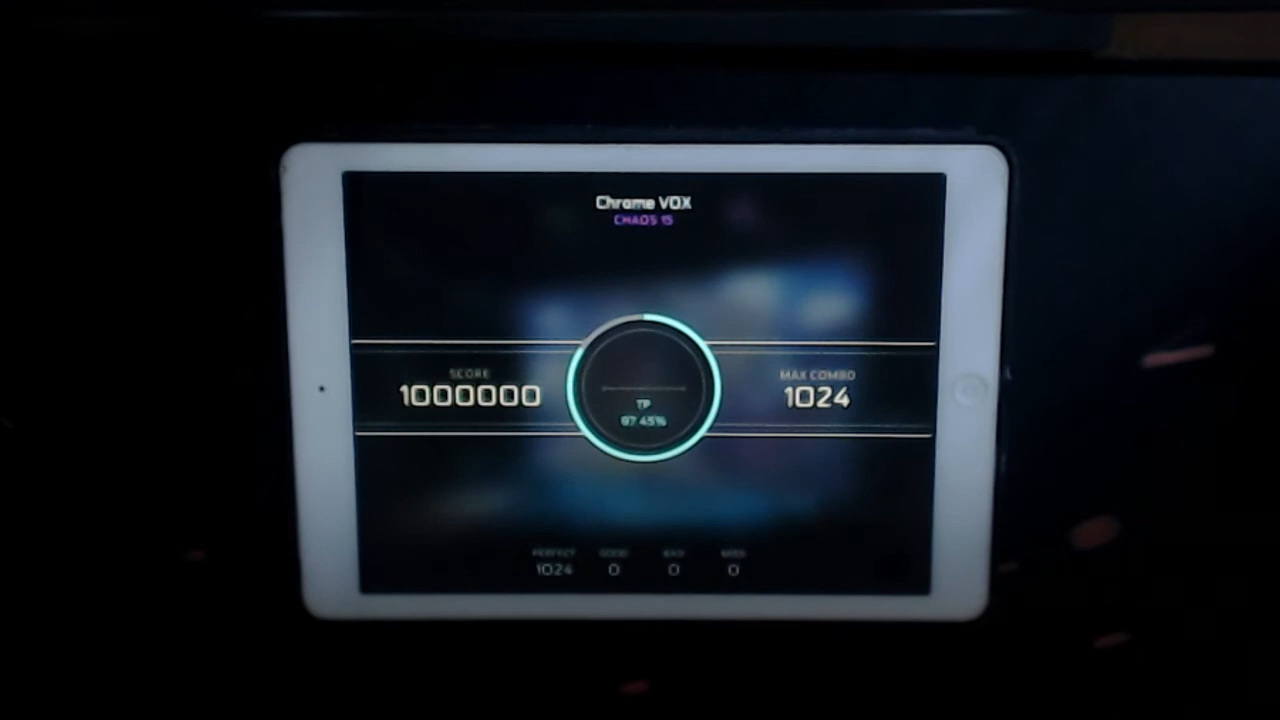 Chrome VOX
CHAOS 15
SCORE
1000000
TP
97.45%
MAX COMBO
1024
PERFECT GOOD BAD MISS
1024 0 0 0